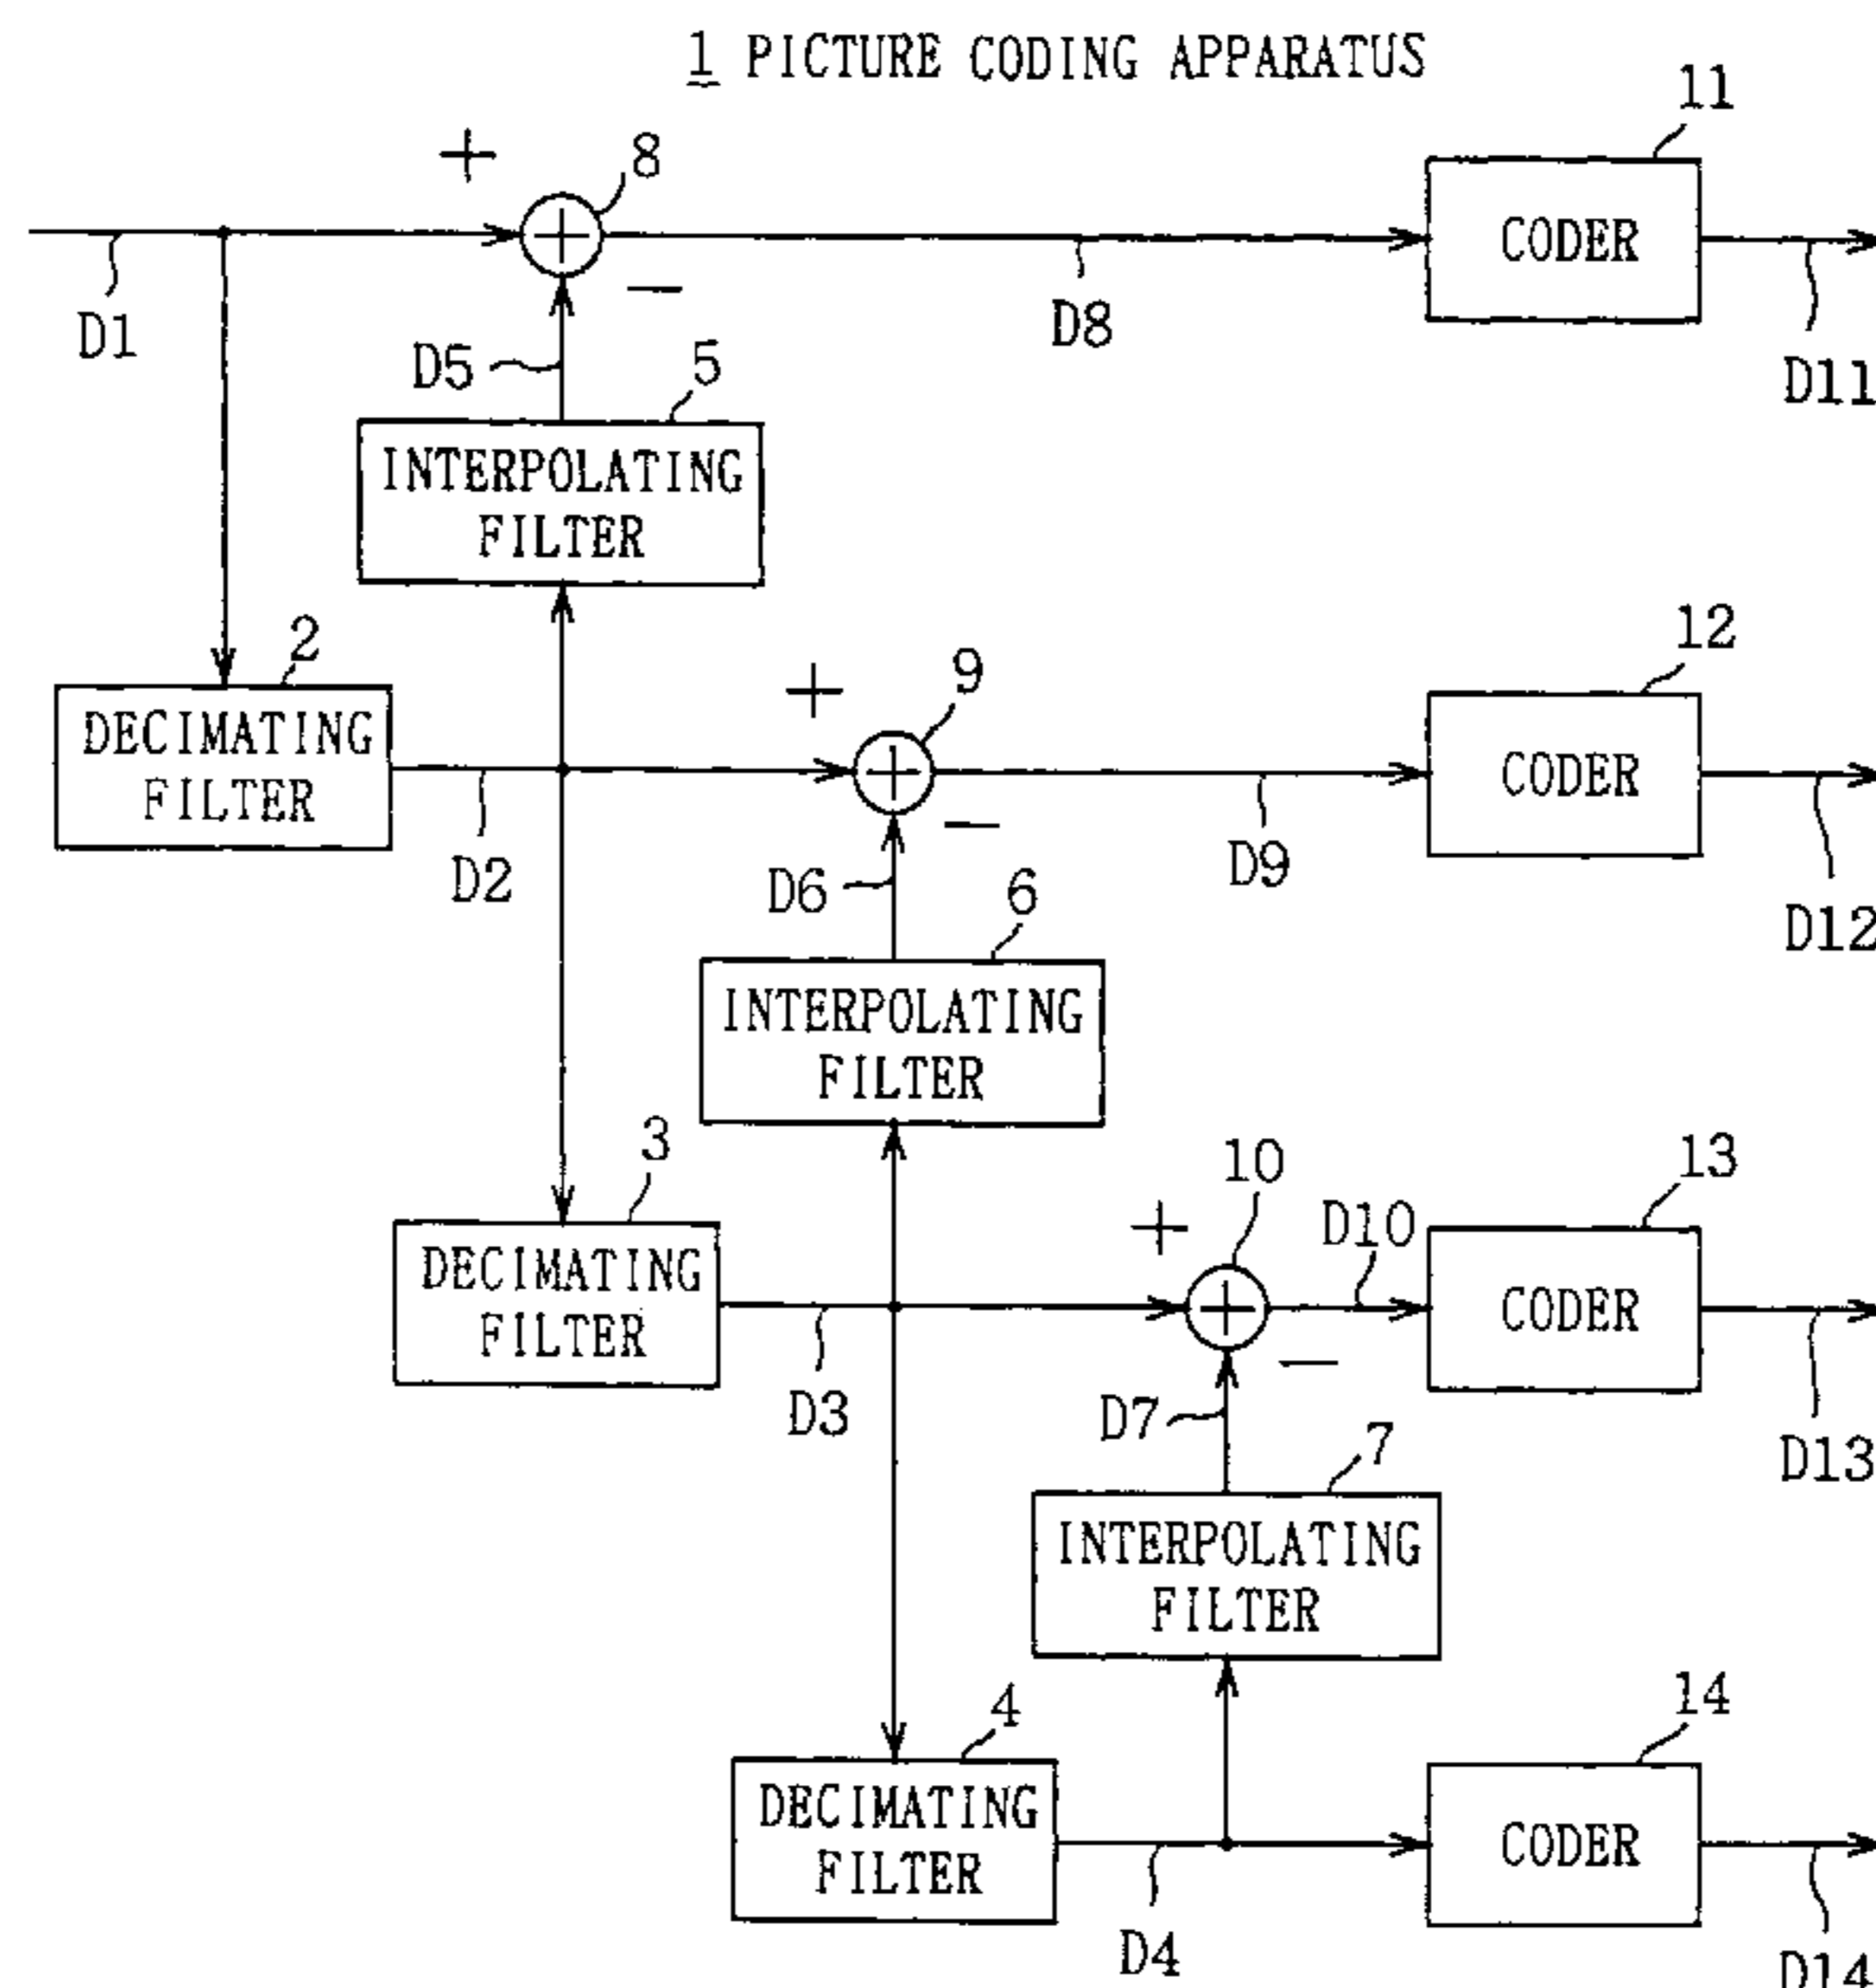 1 PICTURE CODING APPARATUS
11
+
8
CODER
D1
D8
D11
D5
5
INTERPOLATING
FILTER
2
12
+
9
DECIMATING
FILTER
CODER
D2
D9
D12
D6
6
INTERPOLATING
FILTER
3
10
13
+
D10
DECIMATING
FILTER
CODER
D3
D13
D7
7
INTERPOLATING
FILTER
4
14
DECIMATING
FILTER
CODER
D4
D14